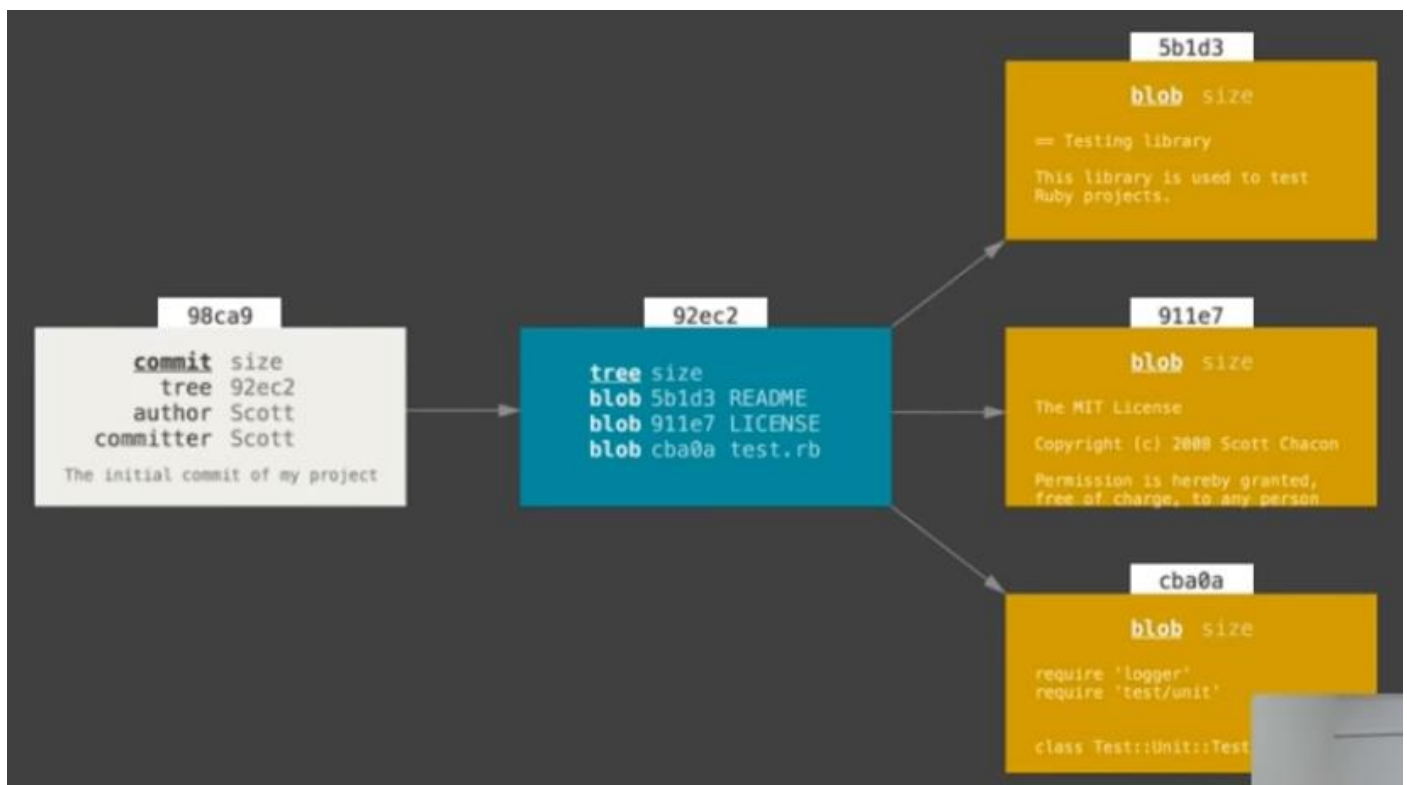 98ca9
commit size
tree 92ec2
author Scott
committer Scott
The initial commit of my project
92ec2
tree size
blob 5b1d3 README
blob 911e7 LICENSE
blob cba0a test.rb
5b1d3
blob size
== Testing library
This library is used to test
Ruby projects.
911e7
blob size
The MIT License
Copyright (c) 2008 Scott Chacon
Permission is hereby granted,
free of charge, to any person
cba0a
blob size
require 'logger'
require 'test/unit'
class Test::Unit::Test